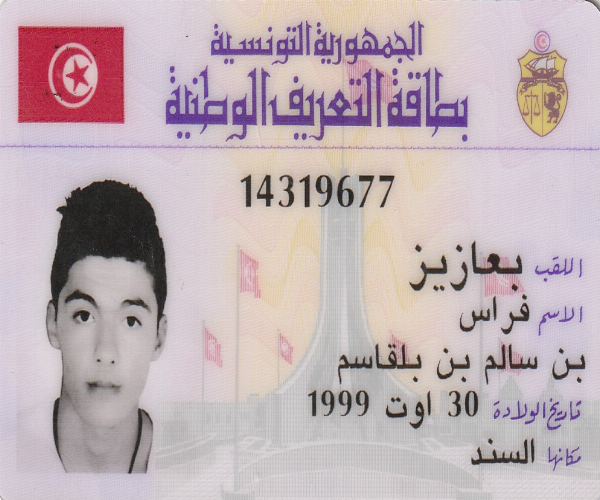 الجمهورية التونسية
بطاقة التعريف الوطنية
14319677
اللقب بعازيز
الاسم فراس
بن سالم بن بلقاسم
تاريخ الولادة 30 اوت 1999
مكانها السند